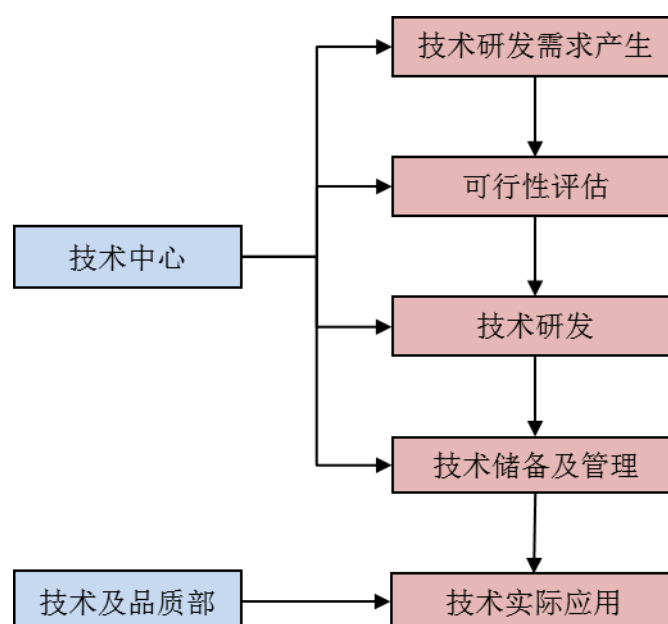 技术研发需求产生
可行性评估
技术中心
技术研发
技术储备及管理
技术及品质部
技术实际应用